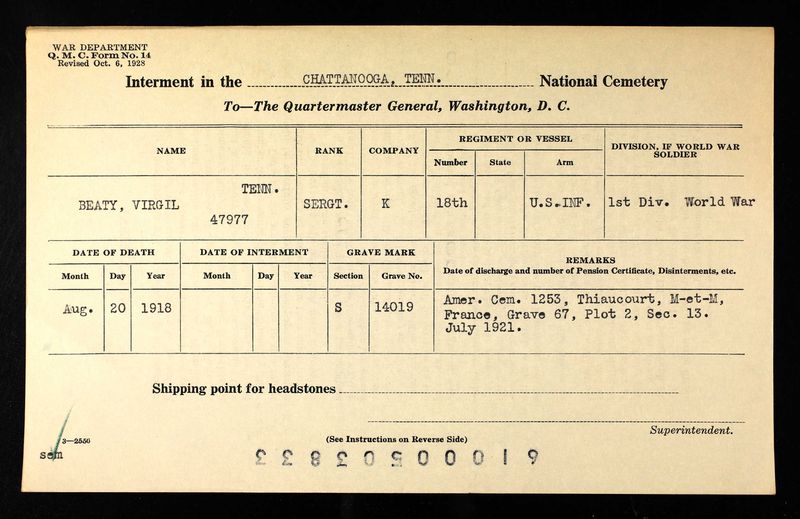 WAR DEPARTMENT
Q. M. C. Form No. 14
Revised Oct. 6, 1928
Interment in the CHATTANOOGA, TENN. National Cemetery
To—The Quartermaster General, Washington, D. C.
NAME RANK COMPANY REGIMENT OR VESSEL DIVISION, IF WORLD WAR SOLDIER
Number State Arm
TENN.
BEATY, VIRGIL SERGT. K 18th U.S.INF. 1st Div. World War
47977
DATE OF DEATH DATE OF INTERMENT GRAVE MARK REMARKS
Month Day Year Month Day Year Section Grave No. Date of discharge and number of Pension Certificate, Disinterments, etc.
Aug. 20 1918 S 14019 Amer. Cem. 1253, Thiaucourt, M-et-M,
France, Grave 67, Plot 2, Sec. 13.
July 1921.
Shipping point for headstones
Superintendent.
3—2556
(See Instructions on Reverse Side)
sem